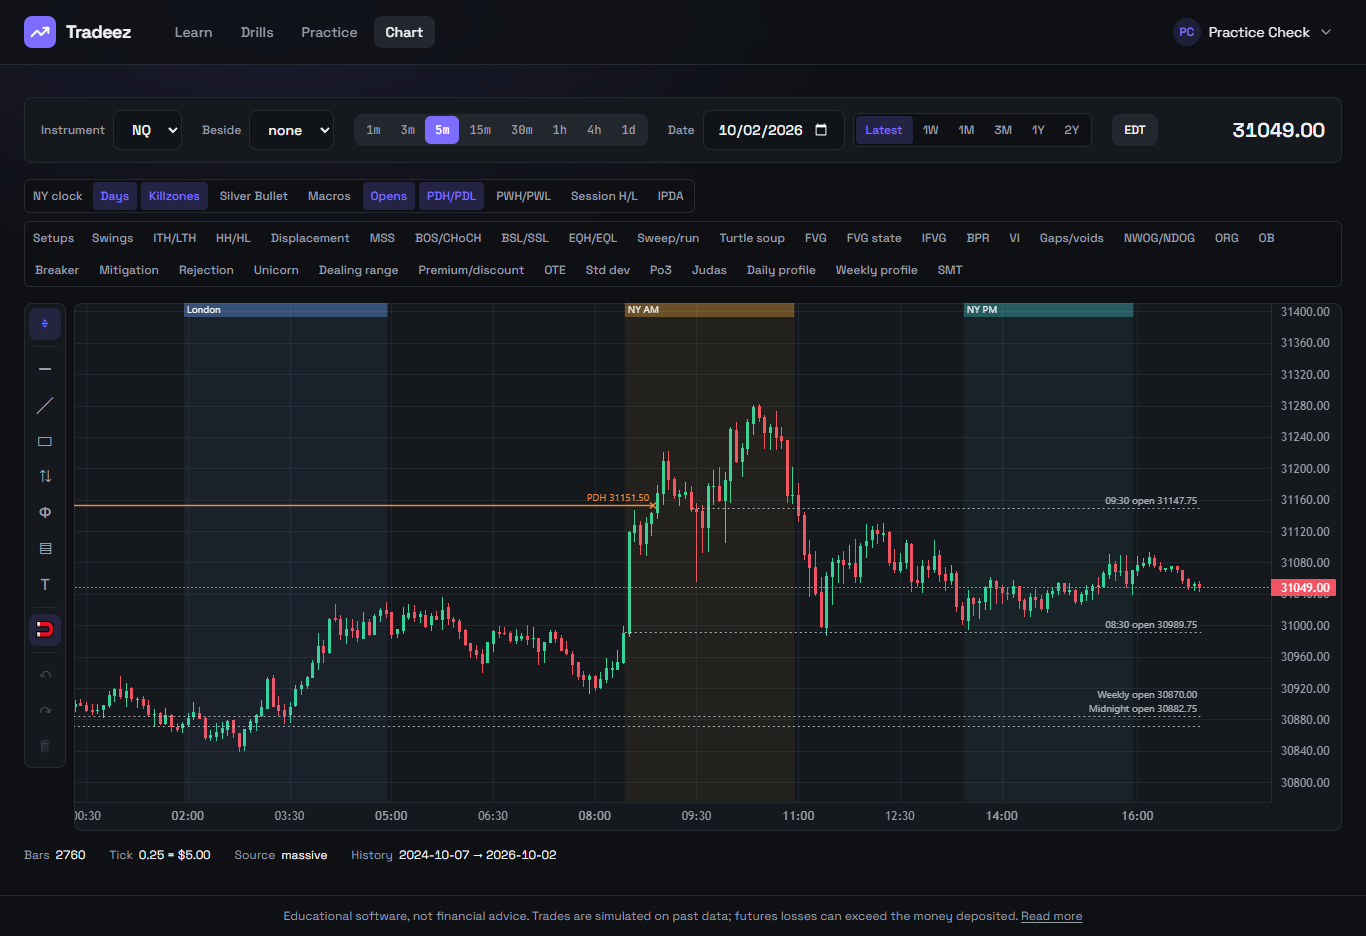 Tradeez Learn Drills Practice Chart PC Practice Check
Instrument NQ Beside none 1m 3m 5m 15m 30m 1h 4h 1d Date 10/02/2026 Latest 1W 1M 3M 1Y 2Y EDT 31049.00
NY clock Days Killzones Silver Bullet Macros Opens PDH/PDL PWH/PWL Session H/L IPDA
Setups Swings ITH/LTH HH/HL Displacement MSS BOS/CHoCH BSL/SSL EQH/EQL Sweep/run Turtle soup FVG FVG state IFVG BPR VI Gaps/voids NWOG/NDOG ORG OB
Breaker Mitigation Rejection Unicorn Dealing range Premium/discount OTE Std dev Po3 Judas Daily profile Weekly profile SMT
London NY AM NY PM 31400.00
31360.00
31320.00
31280.00
31240.00
31200.00
PDH 31151.50 09:30 open 31147.75 31160.00
31120.00
31080.00
31049.00
08:30 open 30989.75 31000.00
30960.00
Weekly open 30870.00 30920.00
Midnight open 30882.75 30880.00
30840.00
30800.00
T
02:00 03:30 05:00 06:30 08:00 09:30 11:00 12:30 14:00 16:00
Bars 2760 Tick 0.25 = $5.00 Source massive History 2024-10-07 → 2026-10-02
Educational software, not financial advice. Trades are simulated on past data; futures losses can exceed the money deposited. Read more